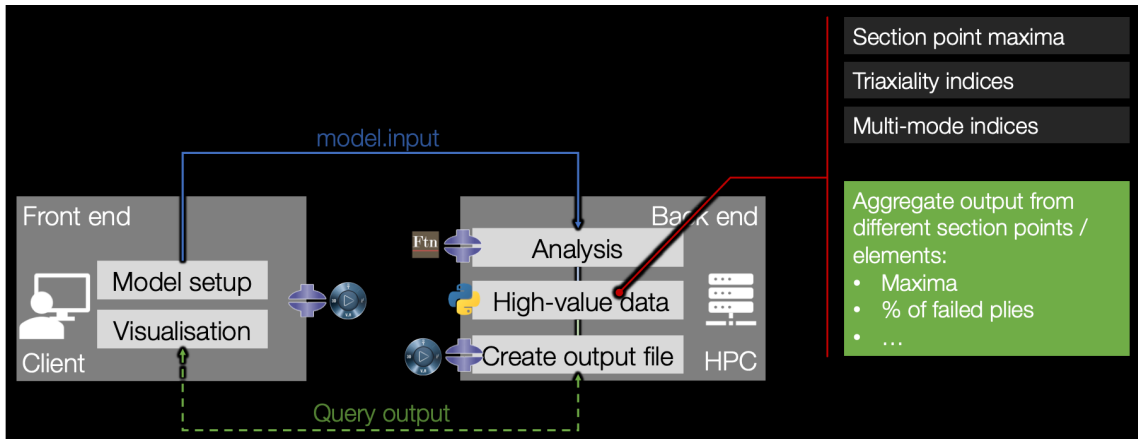 Section point maxima
Triaxiality indices
Multi-mode indices
model.input
Front end
Model setup
Visualisation
Client
Back end
Ftn
Analysis
High-value data
Create output file
HPC
Query output
Aggregate output from
different section points /
elements:
• Maxima
• % of failed plies
• …